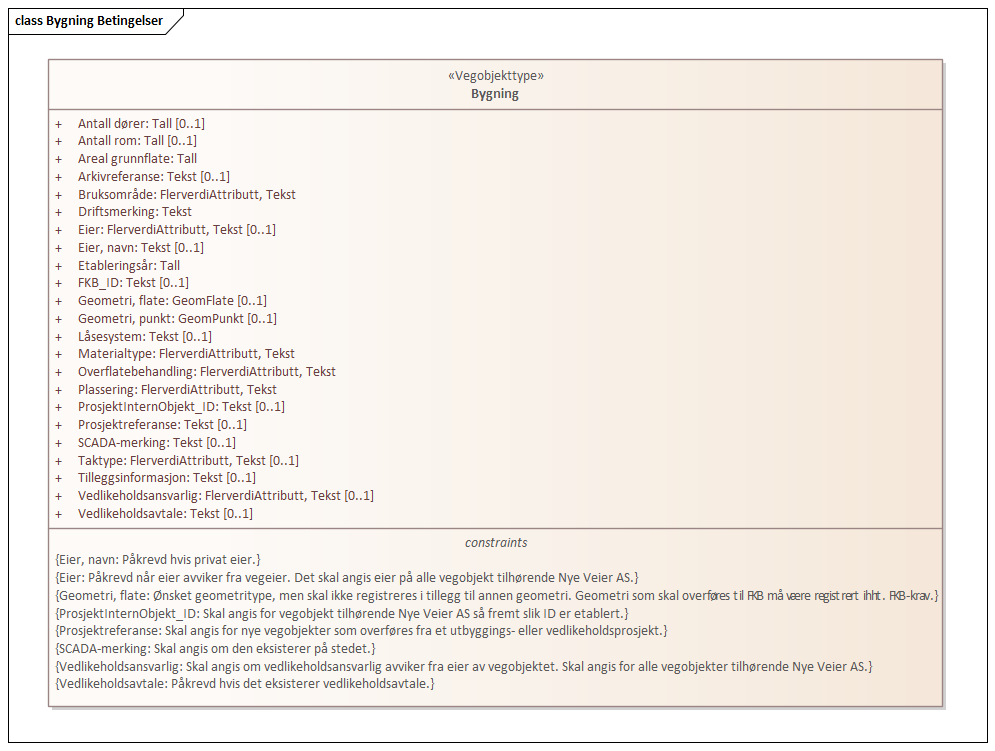 class Bygning Betingelser
«Vegobjekttype»
Bygning
+ Antall dører: Tall [0..1]
+ Antall rom: Tall [0..1]
+ Areal grunnflate: Tall
+ Arkivreferanse: Tekst [0..1]
+ Bruksområde: FlerverdiAttributt, Tekst
+ Driftsmerking: Tekst
+ Eier: FlerverdiAttributt, Tekst [0..1]
+ Eier, navn: Tekst [0..1]
+ Etableringsår: Tall
+ FKB_ID: Tekst [0..1]
+ Geometri, flate: GeomFlate [0..1]
+ Geometri, punkt: GeomPunkt [0..1]
+ Låsesystem: Tekst [0..1]
+ Materialtype: FlerverdiAttributt, Tekst
+ Overflatebehandling: FlerverdiAttributt, Tekst
+ Plassering: FlerverdiAttributt, Tekst
+ ProsjektInternObjekt_ID: Tekst [0..1]
+ Prosjektreferanse: Tekst [0..1]
+ SCADA-merking: Tekst [0..1]
+ Taktype: FlerverdiAttributt, Tekst [0..1]
+ Tilleggsinformasjon: Tekst [0..1]
+ Vedlikeholdsansvarlig: FlerverdiAttributt, Tekst [0..1]
+ Vedlikeholdsavtale: Tekst [0..1]
constraints
{Eier, navn: Påkrevd hvis privat eier.}
{Eier: Påkrevd når eier avviker fra vegeier. Det skal angis eier på alle vegobjekt tilhørende Nye Veier AS.}
{Geometri, flate: Ønsket geometritype, men skal ikke registreres i tillegg til annen geometri. Geometri som skal overføres til FKB må være registrert ihht. FKB-krav.}
{ProsjektInternObjekt_ID: Skal angis for vegobjekt tilhørende Nye Veier AS så fremt slik ID er etablert.}
{Prosjektreferanse: Skal angis for nye vegobjekter som overføres fra et utbyggings- eller vedlikeholdsprosjekt.}
{SCADA-merking: Skal angis om den eksisterer på stedet.}
{Vedlikeholdsansvarlig: Skal angis om vedlikeholdsansvarlig avviker fra eier av vegobjektet. Skal angis for alle vegobjekter tilhørende Nye Veier AS.}
{Vedlikeholdsavtale: Påkrevd hvis det eksisterer vedlikeholdsavtale.}